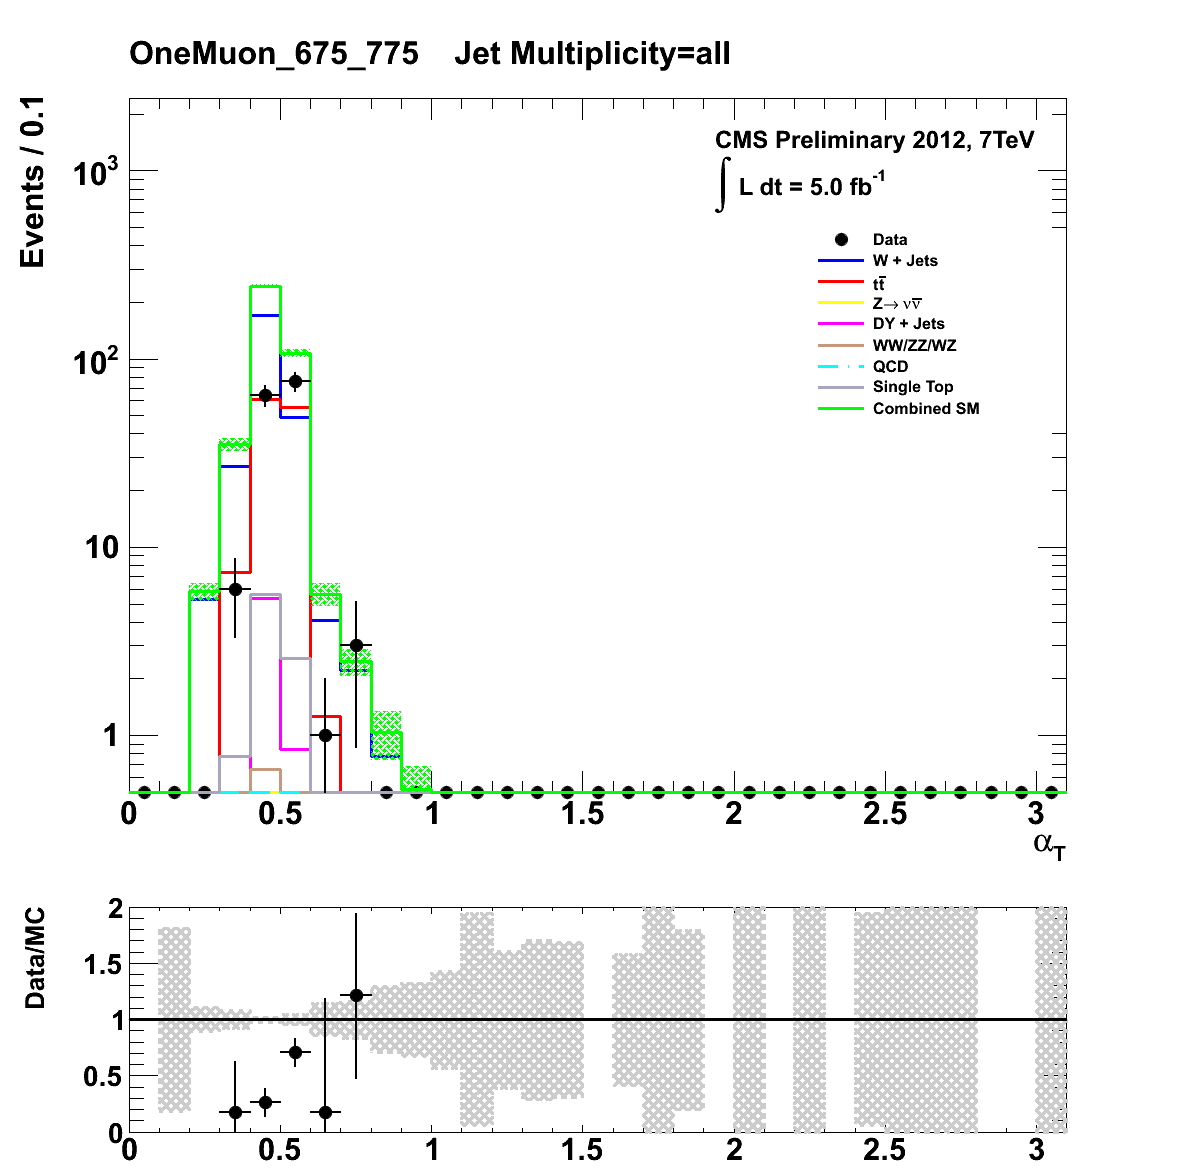 OneMuon_675_775    Jet Multiplicity=all
Events / 0.1
CMS Preliminary 2012, 7TeV
∫ L dt = 5.0 fb⁻¹
Data
W + Jets
tt̅
Z→ νν̅
DY + Jets
WW/ZZ/WZ
QCD
Single Top
Combined SM
10³
10²
10
1
0 0.5 1 1.5 2 2.5 3
α_T
Data/MC
2
1.5
1
0.5
0
0 0.5 1 1.5 2 2.5 3